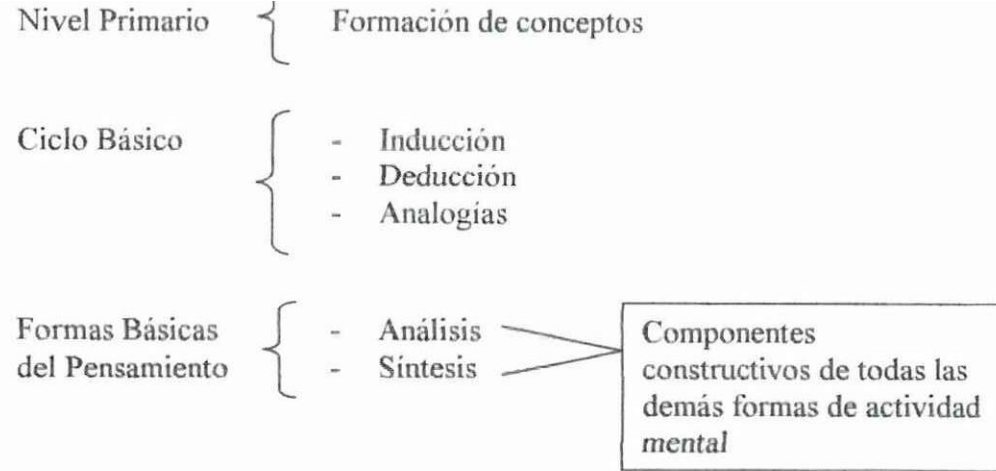 Nivel Primario Formación de conceptos
Ciclo Básico - Inducción
- Deducción
- Analogías
Formas Básicas - Análisis
del Pensamiento - Síntesis
Componentes
constructivos de todas las
demás formas de actividad
mental